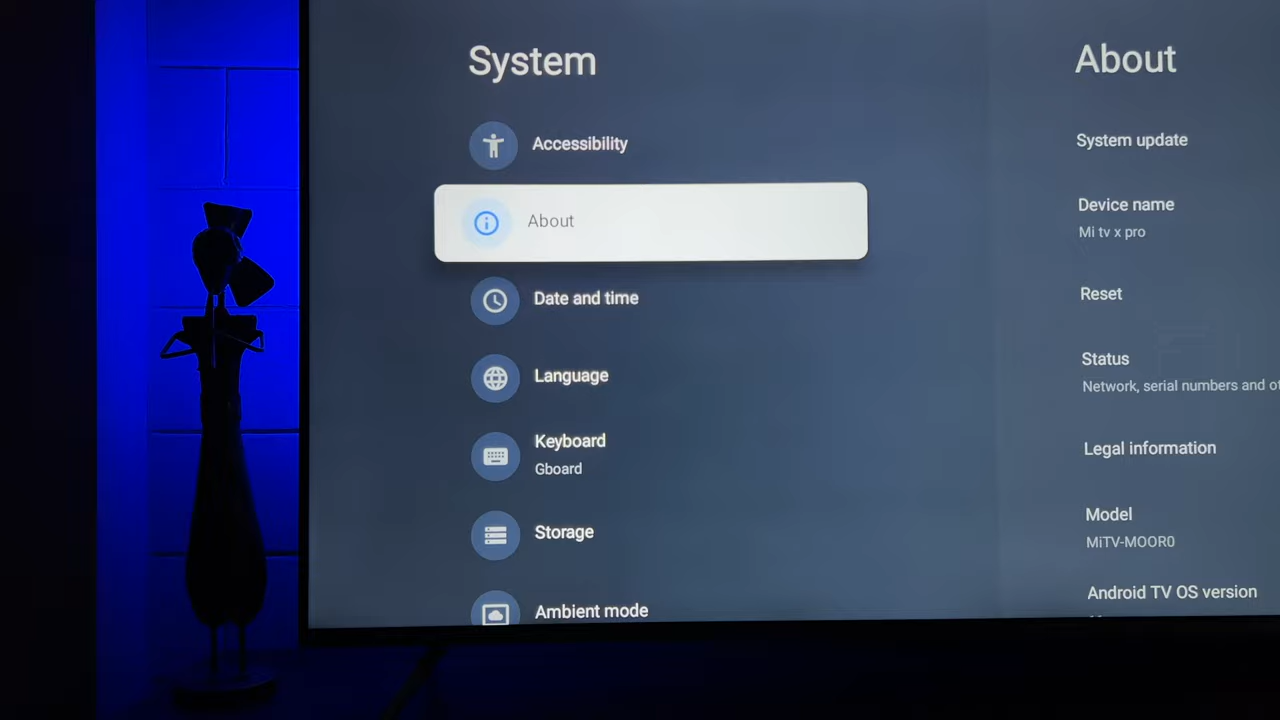 System
Accessibility
About
Date and time
Language
Keyboard
Gboard
Storage
Ambient mode
About
System update
Device name
Mi tv x pro
Reset
Status
Network, serial numbers and ot
Legal information
Model
MiTV-MOOR0
Android TV OS version